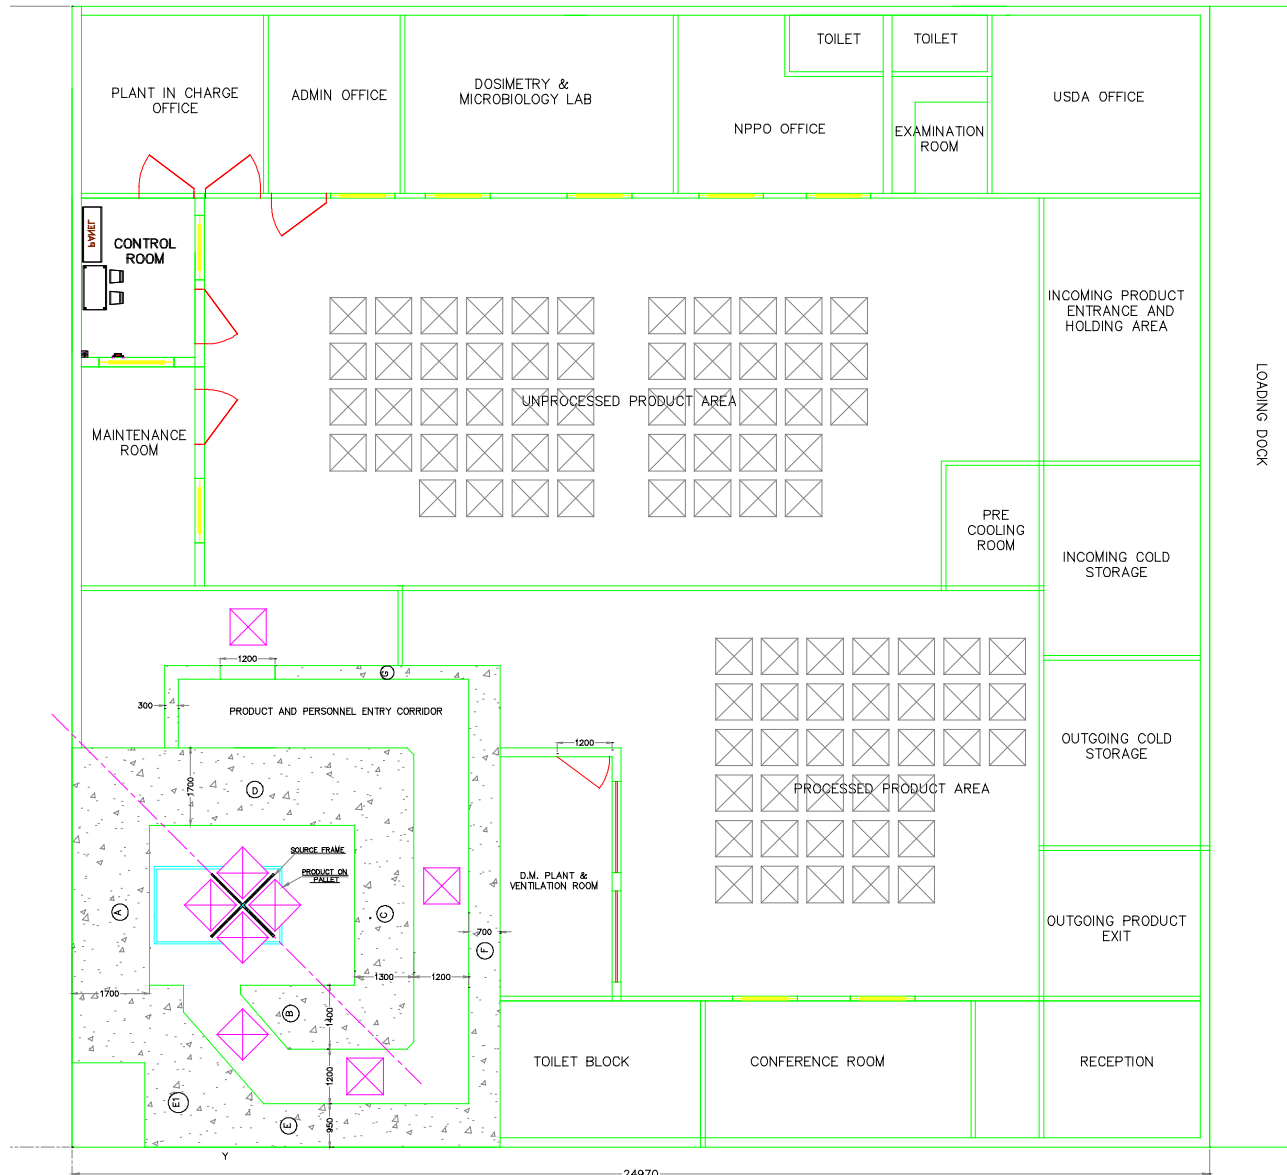 TOILET
TOILET
PLANT IN CHARGE
OFFICE
ADMIN OFFICE
DOSIMETRY &
MICROBIOLOGY LAB
NPPO OFFICE
EXAMINATION
ROOM
USDA OFFICE
PANEL
CONTROL
ROOM
INCOMING PRODUCT
ENTRANCE AND
HOLDING AREA
LOADING DOCK
UNPROCESSED PRODUCT AREA
MAINTENANCE
ROOM
PRE
COOLING
ROOM
INCOMING COLD
STORAGE
1200
G
300
PRODUCT AND PERSONNEL ENTRY CORRIDOR
OUTGOING COLD
STORAGE
1200
1700
D
PROCESSED PRODUCT AREA
SOURCE FRAME
PRODUCT ON
PALLET
D.M. PLANT &
VENTILATION ROOM
A
C
OUTGOING PRODUCT
EXIT
700
F
1300
1200
1700
B
1400
TOILET BLOCK
CONFERENCE ROOM
RECEPTION
1200
E1
E
950
Y
24970